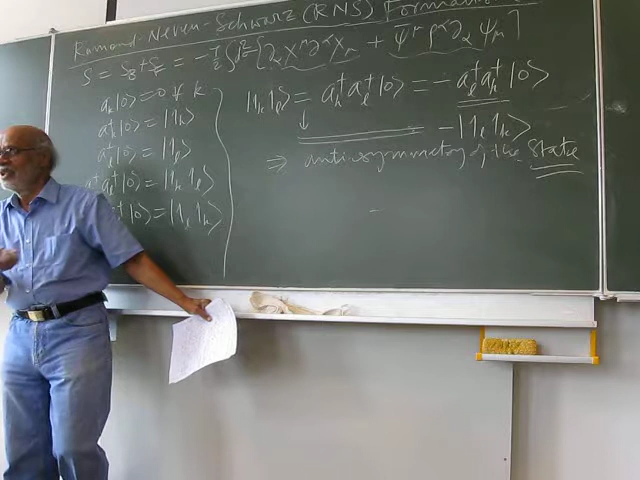 Ramond-Neveu-Schwarz (RNS) Formalism
S = S_B + S_F = -T/2 ∫d²σ [∂_α X^μ ∂^α X_μ + ψ̄^μ ρ^α ∂_α ψ_μ]
a_k|0⟩ = 0 ∀ k
a_k^†|0⟩ = |1_k⟩
a_l^†|0⟩ = |1_l⟩
a_k^† a_l^†|0⟩ = |1_k 1_l⟩
|0⟩ = |1_l 1_k⟩
|1_k 1_l⟩ = a_k^† a_l^†|0⟩ = - a_l^† a_k^†|0⟩
-|1_l 1_k⟩
⇒ antisymmetry of the State